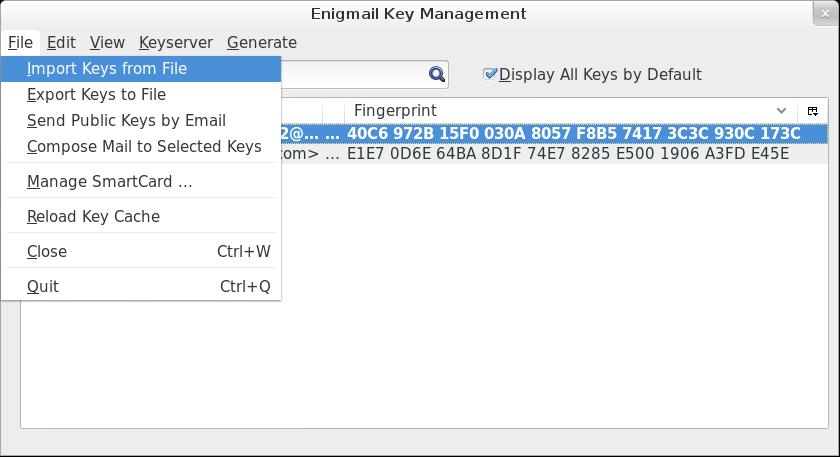 Enigmail Key Management
File Edit View Keyserver Generate
Import Keys from File
Display All Keys by Default
Export Keys to File
Fingerprint
Send Public Keys by Email
2@... ... 40C6 972B 15F0 030A 8057 F8B5 7417 3C3C 930C 173C
Compose Mail to Selected Keys
com> ... E1E7 0D6E 64BA 8D1F 74E7 8285 E500 1906 A3FD E45E
Manage SmartCard ...
Reload Key Cache
Close Ctrl+W
Quit Ctrl+Q